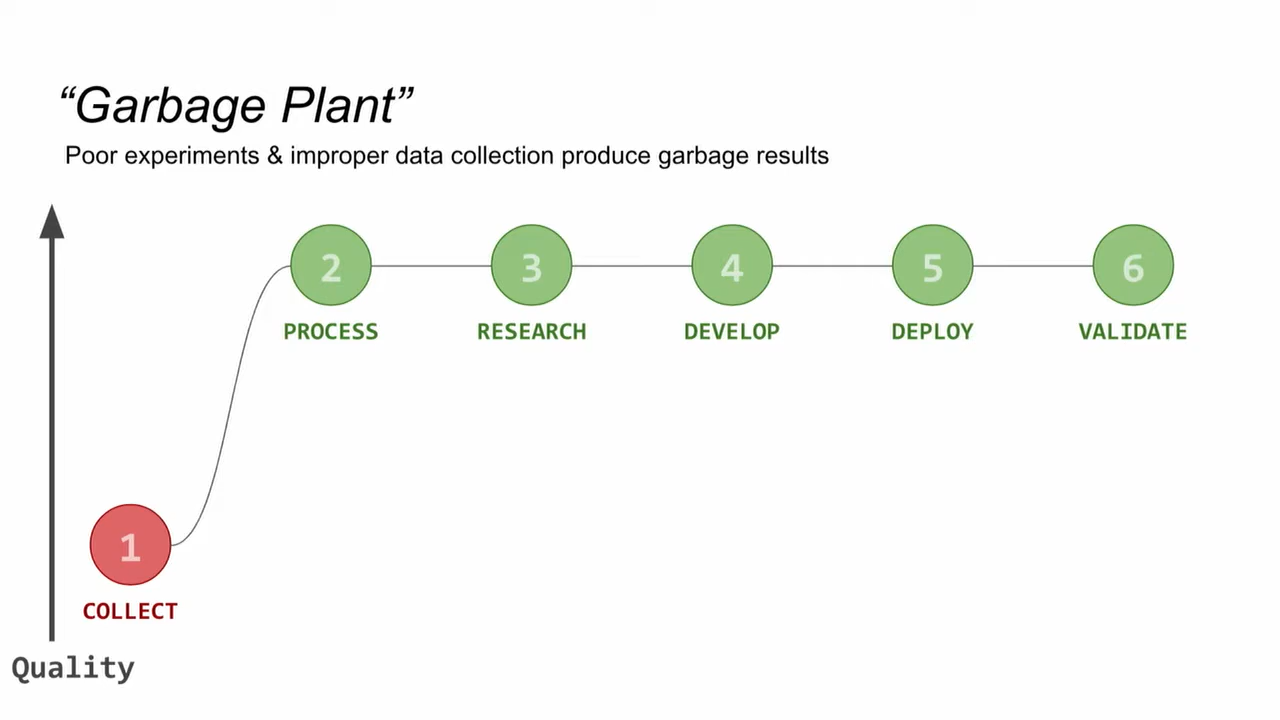 “Garbage Plant”
Poor experiments & improper data collection produce garbage results
2
3
4
5
6
PROCESS
RESEARCH
DEVELOP
DEPLOY
VALIDATE
1
COLLECT
Quality